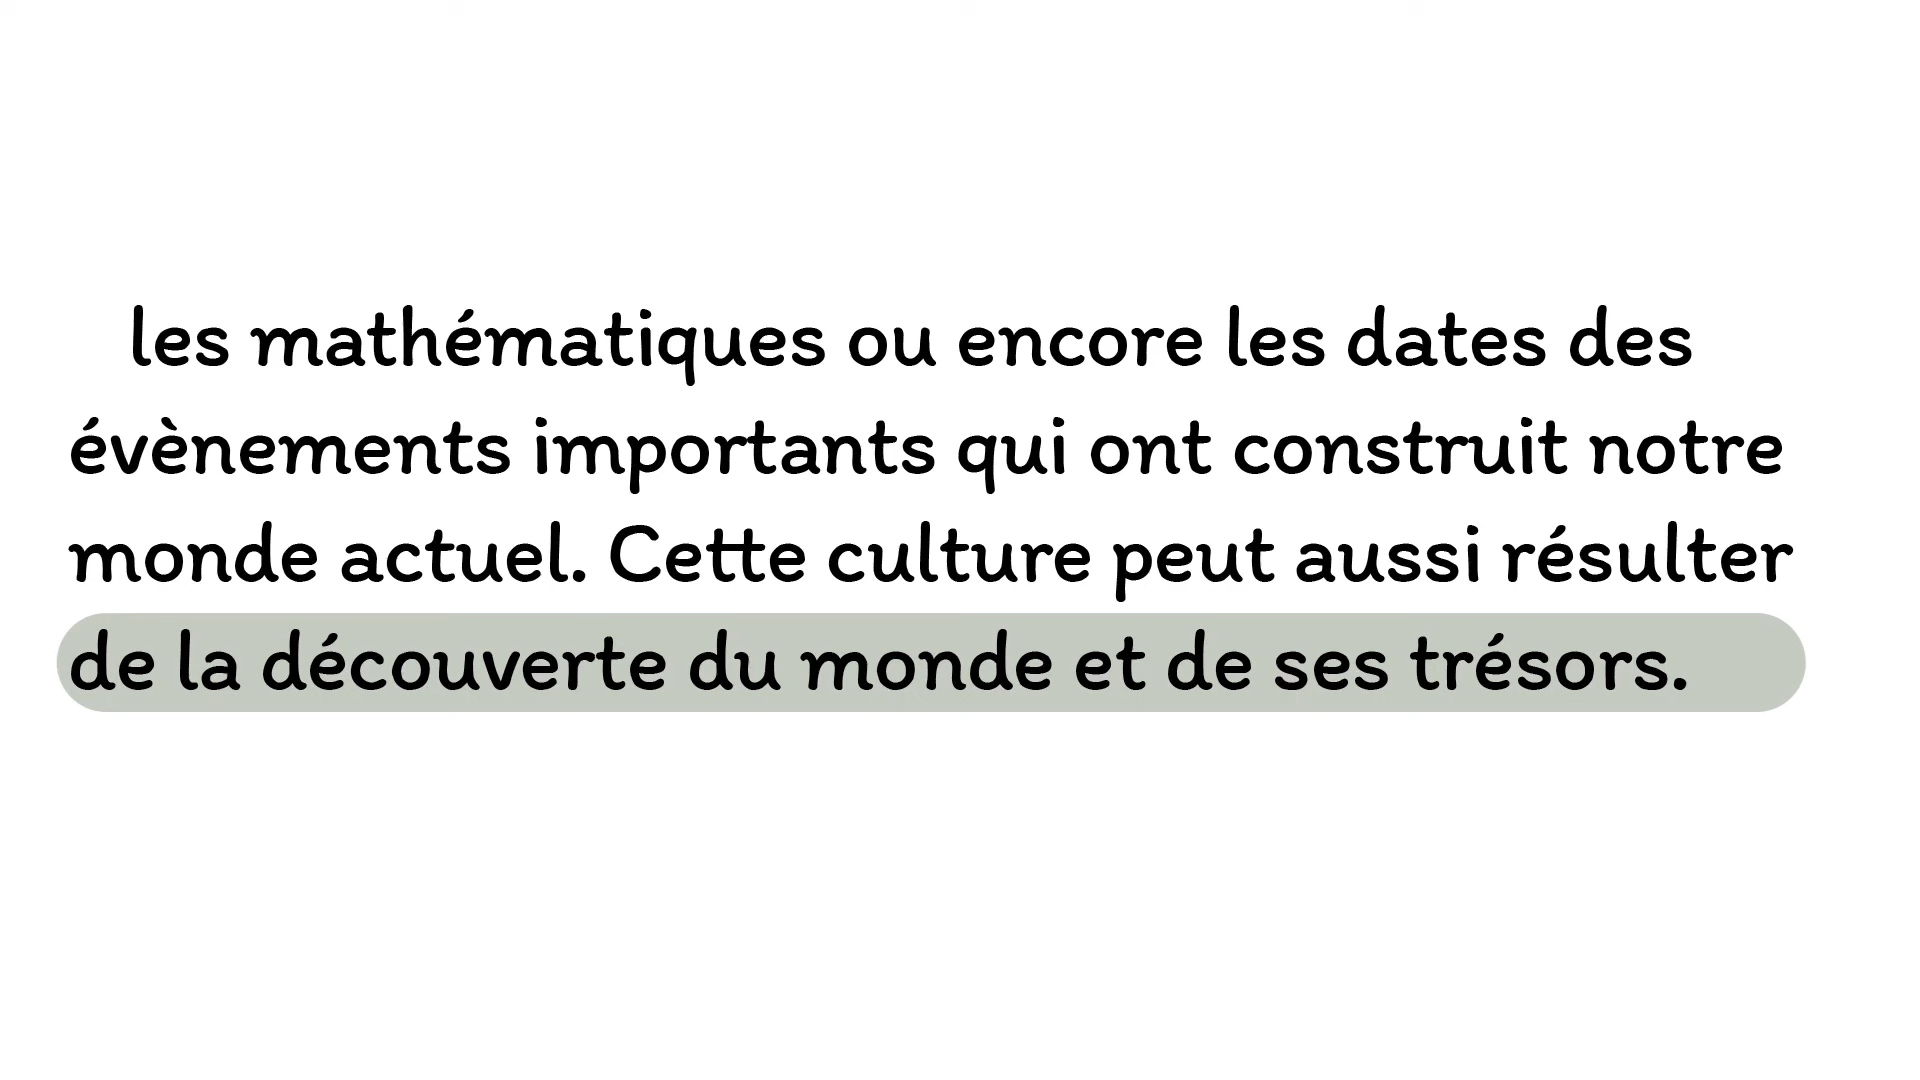 les mathématiques ou encore les dates des
évènements importants qui ont construit notre
monde actuel. Cette culture peut aussi résulter
de la découverte du monde et de ses trésors.